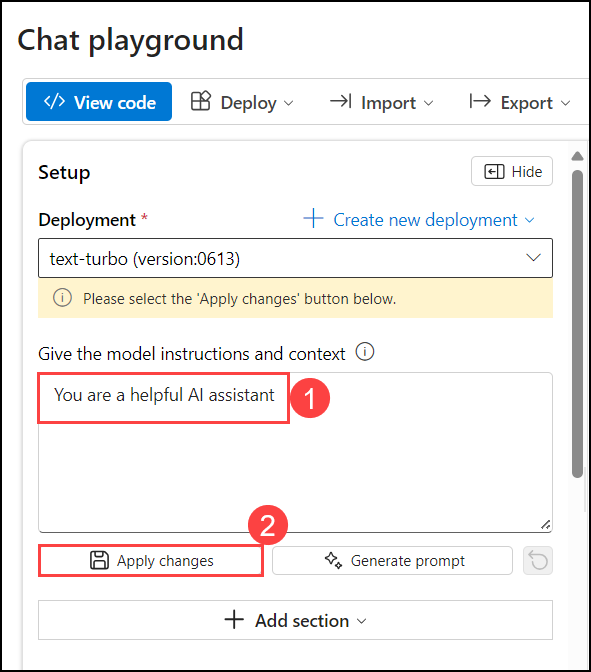 Chat playground
View code Deploy Import Export
Setup Hide
Deployment * Create new deployment
text-turbo (version:0613)
Please select the 'Apply changes' button below.
Give the model instructions and context
You are a helpful AI assistant 1
2
Apply changes Generate prompt
Add section